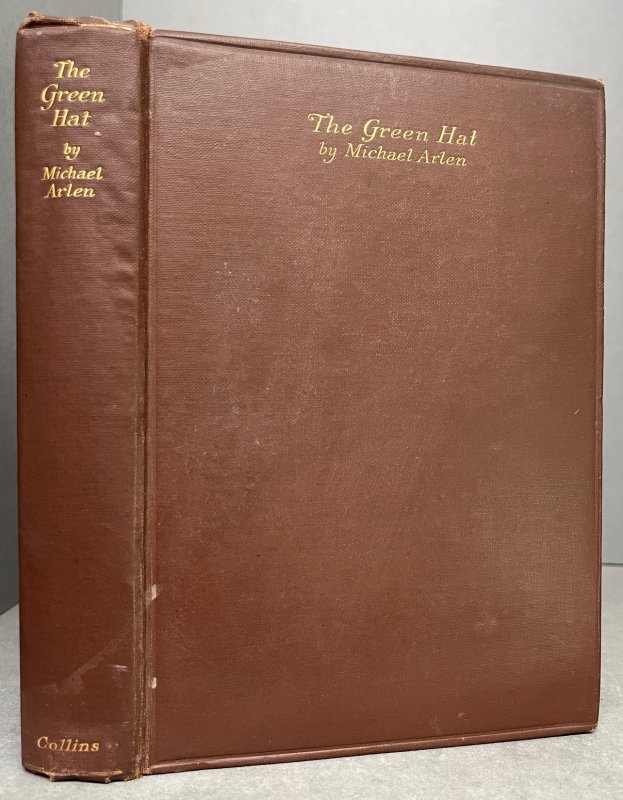 The
Green
Hat
by
Michael
Arlen
Collins
The Green Hat
by Michael Arlen